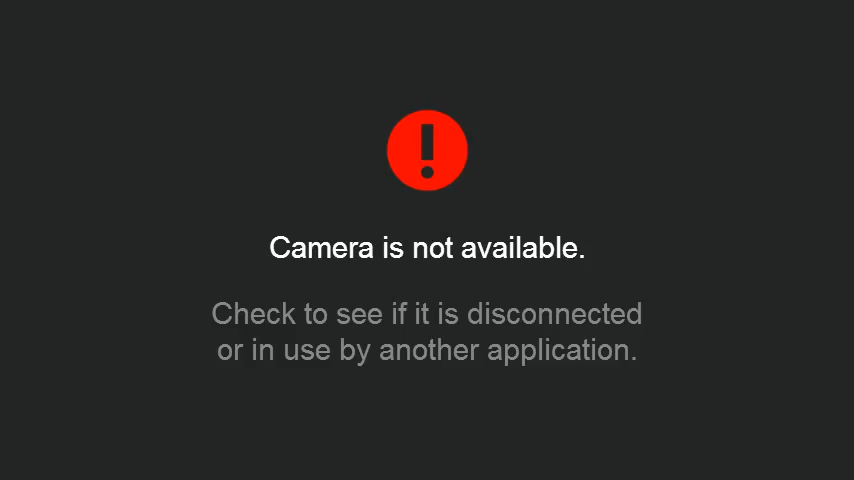 Camera is not available.
Check to see if it is disconnected
or in use by another application.